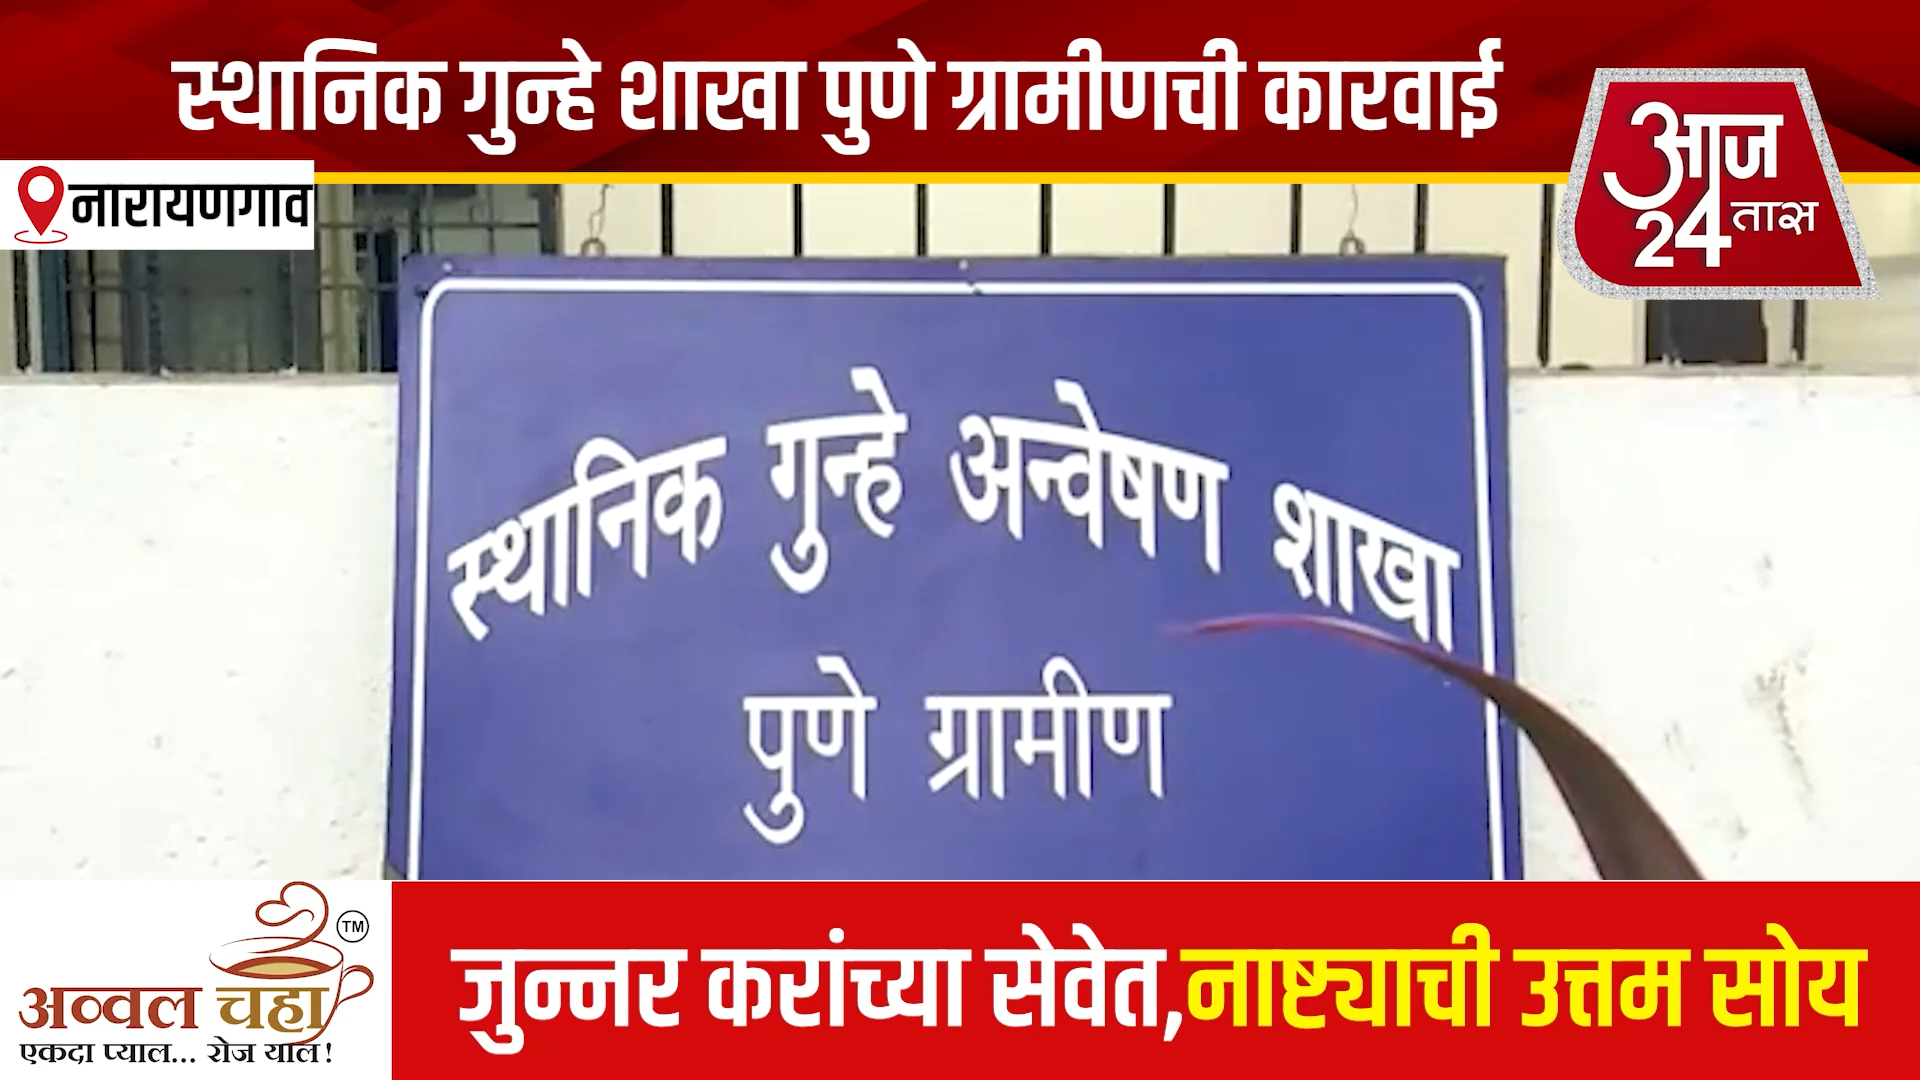 स्थानिक गुन्हे शाखा पुणे ग्रामीणची कारवाई
आज
24 तास
नारायणगाव
स्थानिक गुन्हे अन्वेषण शाखा
पुणे ग्रामीण
TM
अव्वल चहा
एकदा प्याल... रोज याल!
जुन्नर करांच्या सेवेत,नाष्ट्याची उत्तम सोय